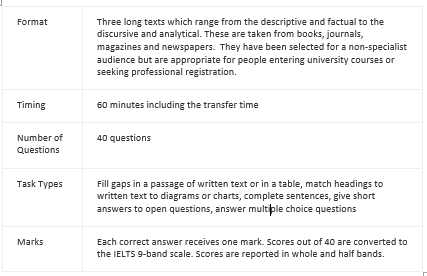 Format
Three long texts which range from the descriptive and factual to the
discursive and analytical. These are taken from books, journals,
magazines and newspapers. They have been selected for a non-specialist
audience but are appropriate for people entering university courses or
seeking professional registration.
Timing
60 minutes including the transfer time
Number of
Questions
40 questions
Task Types
Fill gaps in a passage of written text or in a table, match headings to
written text to diagrams or charts, complete sentences, give short
answers to open questions, answer multiple choice questions
Marks
Each correct answer receives one mark. Scores out of 40 are converted to
the IELTS 9-band scale. Scores are reported in whole and half bands.